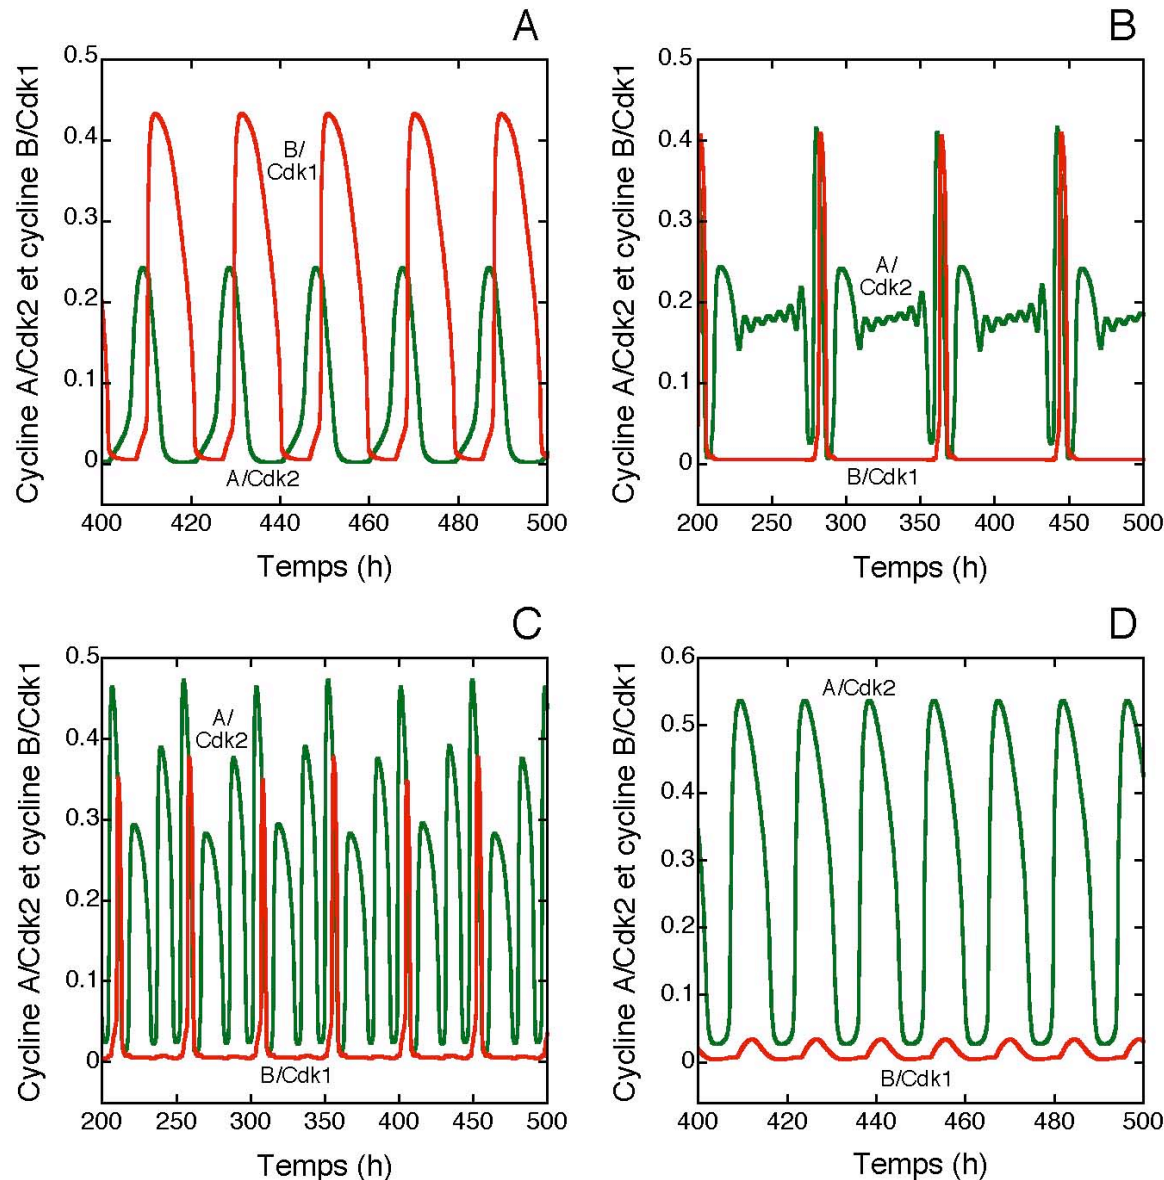 A
Cycline A/Cdk2 et cycline B/Cdk1
0.5
0.4
0.3
0.2
0.1
0
B/
Cdk1
A/Cdk2
400 420 440 460 480 500
Temps (h)
B
Cycline A/Cdk2 et cycline B/Cdk1
0.5
0.4
0.3
0.2
0.1
0
A/
Cdk2
B/Cdk1
200 250 300 350 400 450 500
Temps (h)
C
Cycline A/Cdk2 et cycline B/Cdk1
0.5
0.4
0.3
0.2
0.1
0
A/
Cdk2
B/Cdk1
200 250 300 350 400 450 500
Temps (h)
D
Cycline A/Cdk2 et cycline B/Cdk1
0.6
0.5
0.4
0.3
0.2
0.1
0
A/Cdk2
B/Cdk1
400 420 440 460 480 500
Temps (h)